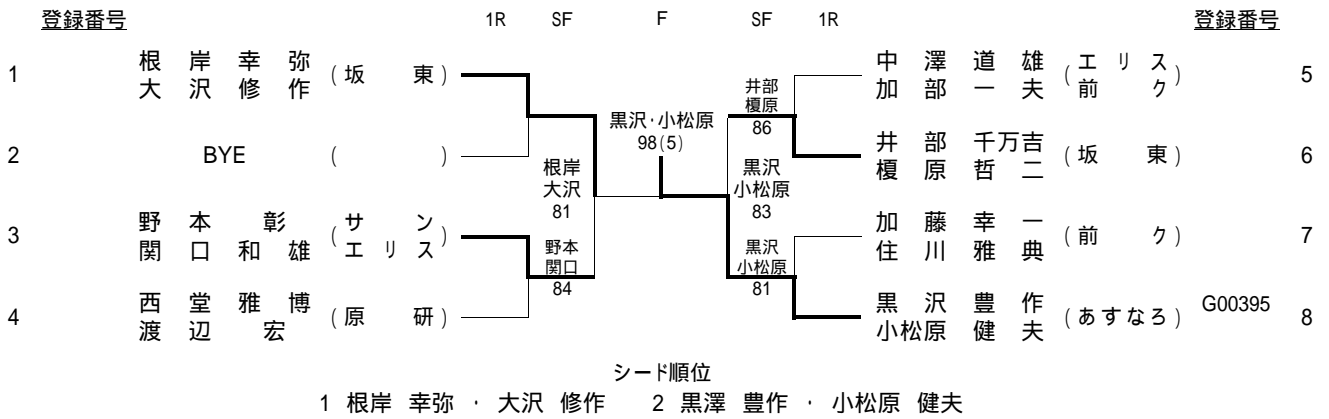 登録番号 1R SF F SF 1R 登録番号
1 根岸幸弥 大沢修作 (坂東)
2 BYE ( )
3 野本彰 関口和雄 (サン エリス)
4 西堂雅博 渡辺宏 (原研)
根岸 大沢 81
野本 関口 84
黒沢・小松原 98(5)
井部 榎原 86
黒沢 小松原 83
黒沢 小松原 81
中澤道雄 加部一夫 (エリス 前ク) 5
井部千万吉 榎原哲二 (坂東) 6
加藤幸一 住川雅典 (前ク) 7
黒沢豊作 小松原健夫 (あすなろ) G00395 8
シード順位
1 根岸 幸弥 ・ 大沢 修作 2 黒澤 豊作 ・ 小松原 健夫